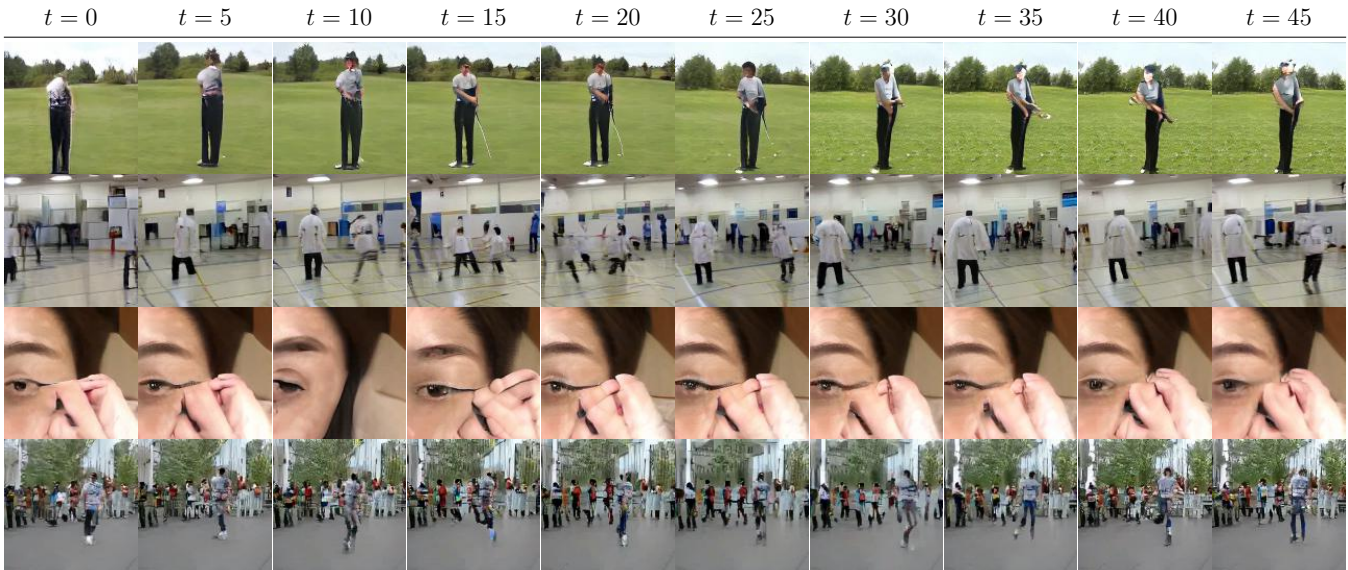 t = 0 t = 5 t = 10 t = 15 t = 20 t = 25 t = 30 t = 35 t = 40 t = 45